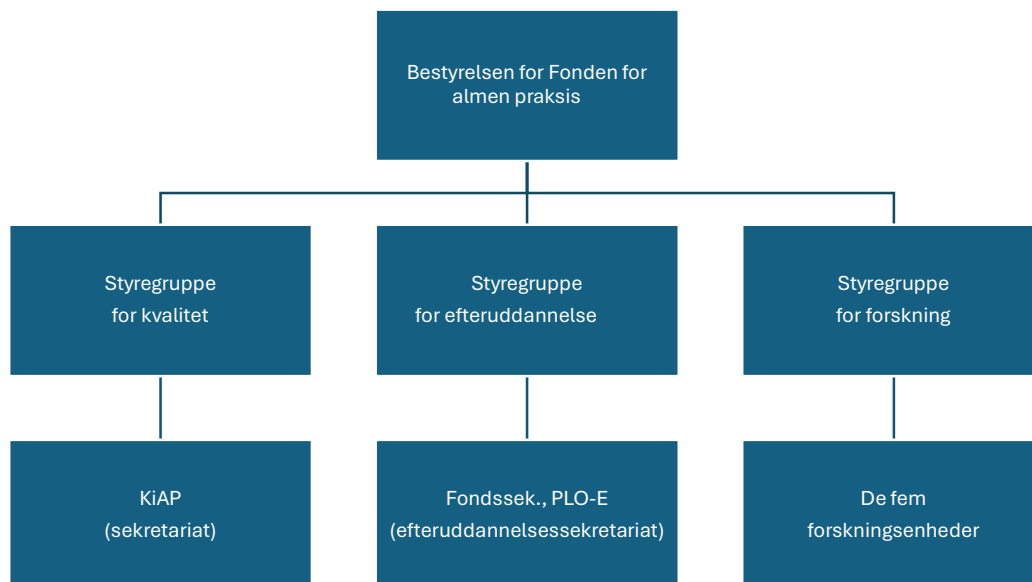 Bestyrelsen for Fonden for
almen praksis
Styregruppe
for kvalitet
Styregruppe
for efteruddannelse
Styregruppe
for forskning
KiAP
(sekretariat)
Fondssek., PLO-E
(efteruddannelsessekretariat)
De fem
forskningsenheder